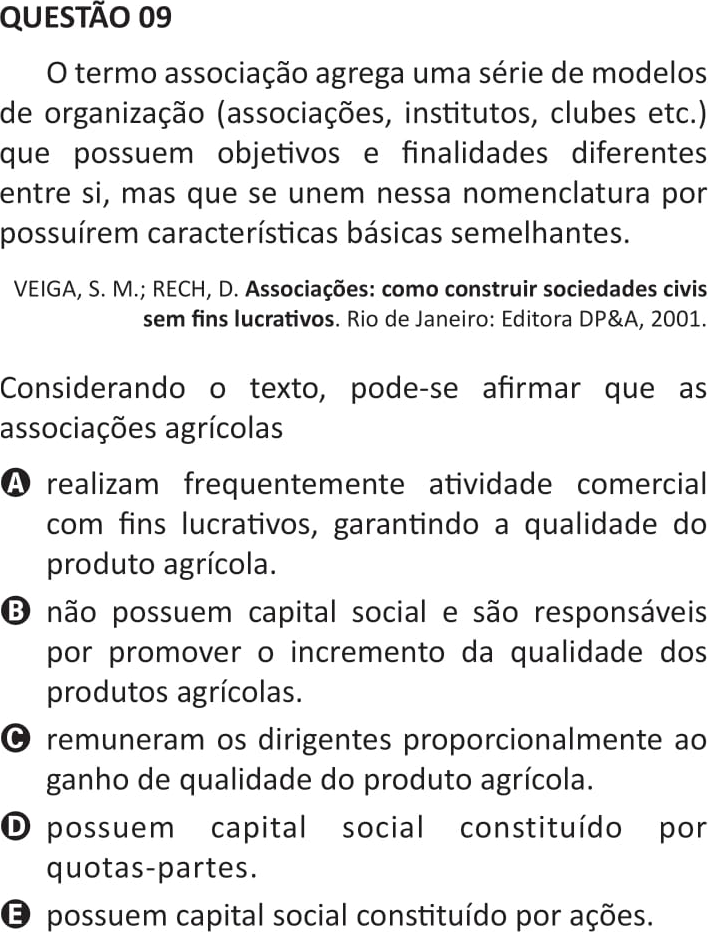 QUESTÃO 09
O termo associação agrega uma série de modelos
de organização (associações, institutos, clubes etc.)
que possuem objetivos e finalidades diferentes
entre si, mas que se unem nessa nomenclatura por
possuírem características básicas semelhantes.
VEIGA, S. M.; RECH, D. Associações: como construir sociedades civis
sem fins lucrativos. Rio de Janeiro: Editora DP&A, 2001.
Considerando o texto, pode-se afirmar que as
associações agrícolas
A realizam frequentemente atividade comercial
com fins lucrativos, garantindo a qualidade do
produto agrícola.
B não possuem capital social e são responsáveis
por promover o incremento da qualidade dos
produtos agrícolas.
C remuneram os dirigentes proporcionalmente ao
ganho de qualidade do produto agrícola.
D possuem capital social constituído por
quotas-partes.
E possuem capital social constituído por ações.